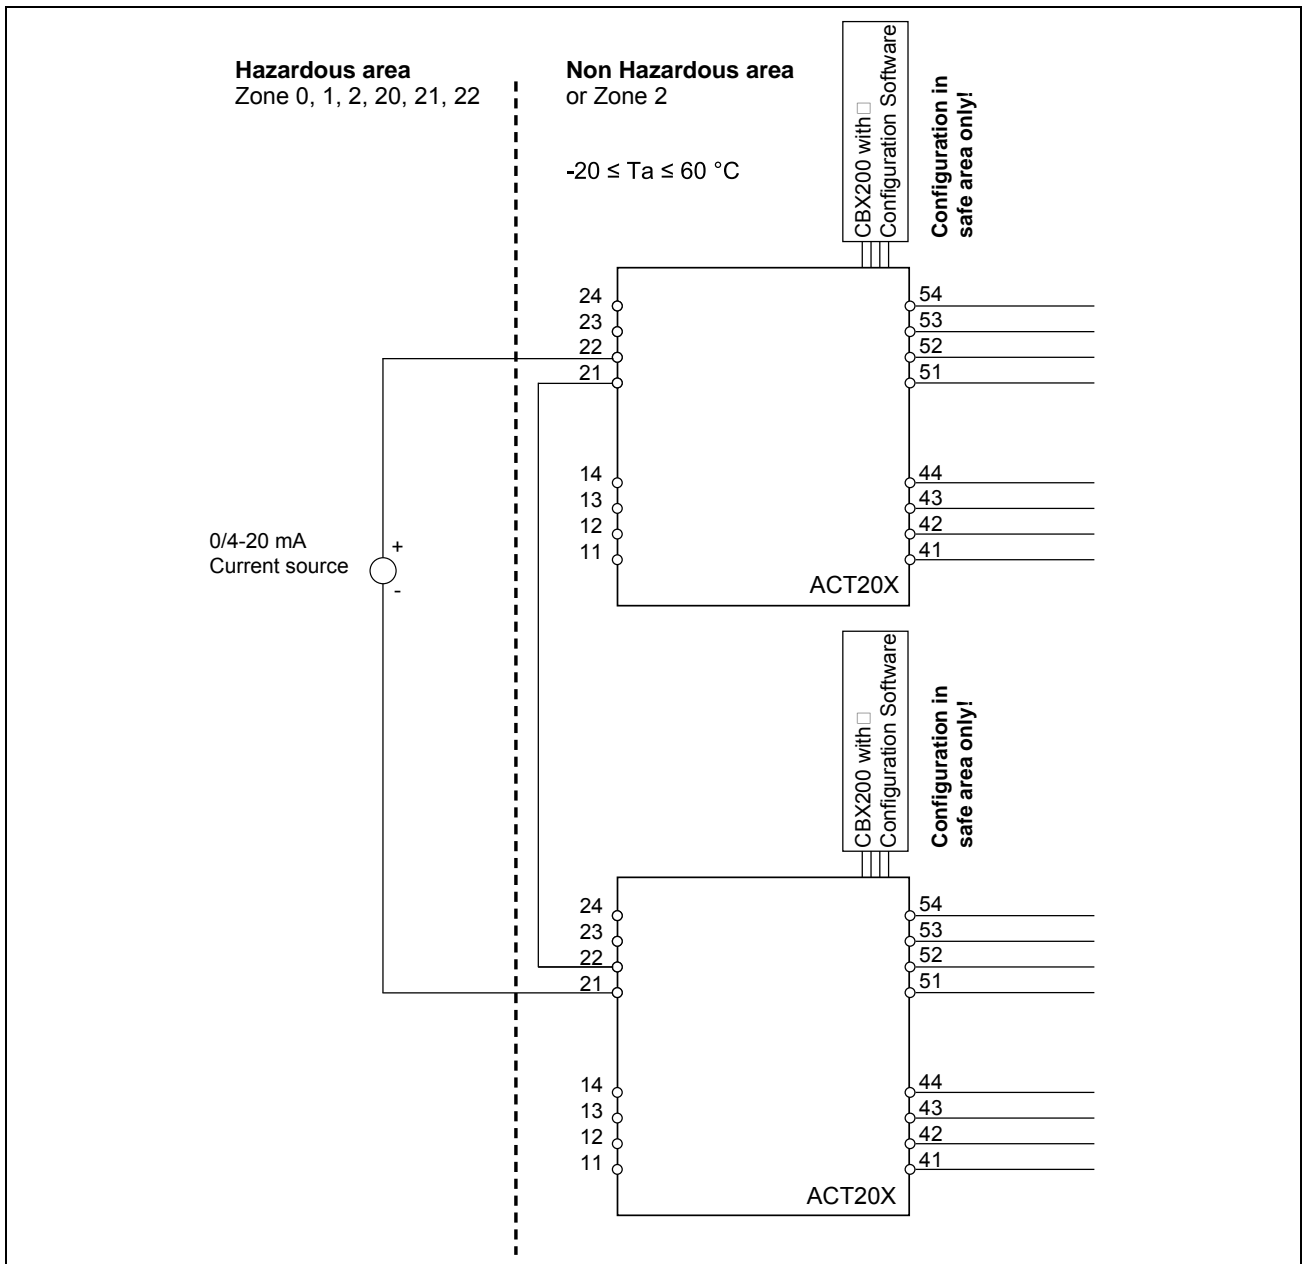 Hazardous area
Zone 0, 1, 2, 20, 21, 22
Non Hazardous area
or Zone 2
-20 ≤ Ta ≤ 60 °C
CBX200 with□
Configuration Software
Configuration in
safe area only!
24
23
22
21
14
13
12
11
54
53
52
51
44
43
42
41
ACT20X
0/4-20 mA
Current source
+
-
CBX200 with□
Configuration Software
Configuration in
safe area only!
24
23
22
21
14
13
12
11
54
53
52
51
44
43
42
41
ACT20X